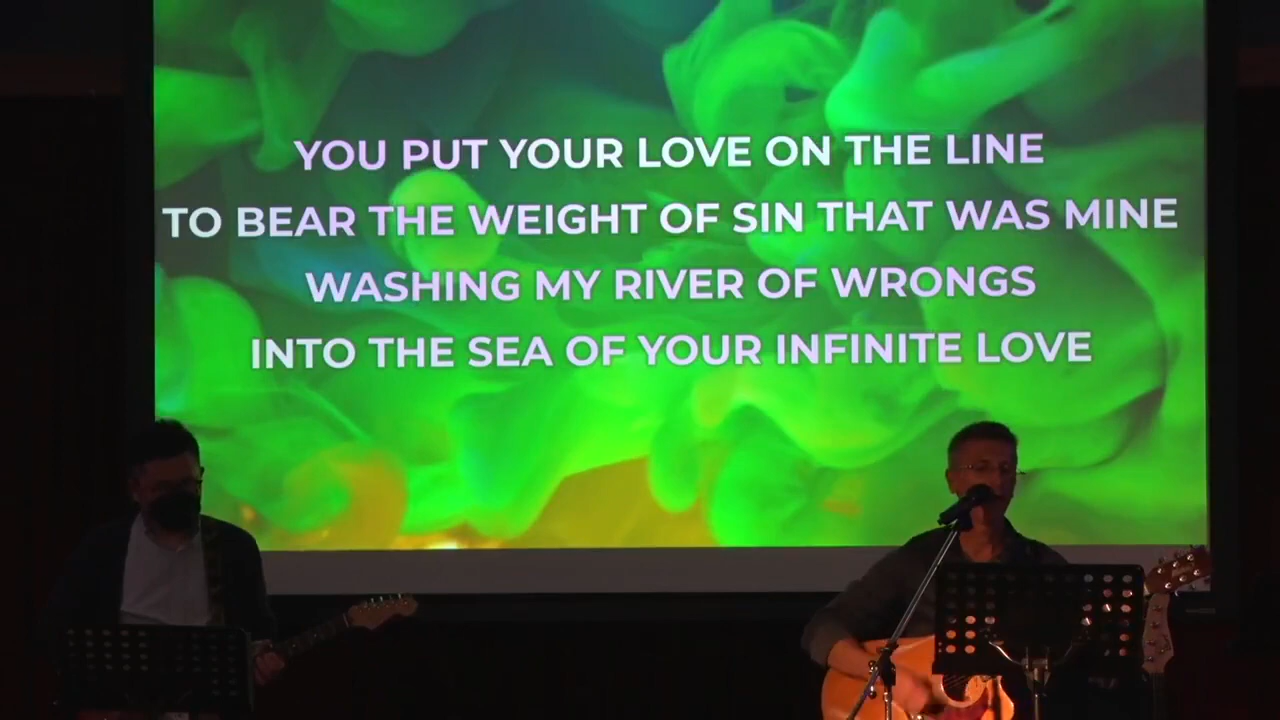 YOU PUT YOUR LOVE ON THE LINE
TO BEAR THE WEIGHT OF SIN THAT WAS MINE
WASHING MY RIVER OF WRONGS
INTO THE SEA OF YOUR INFINITE LOVE